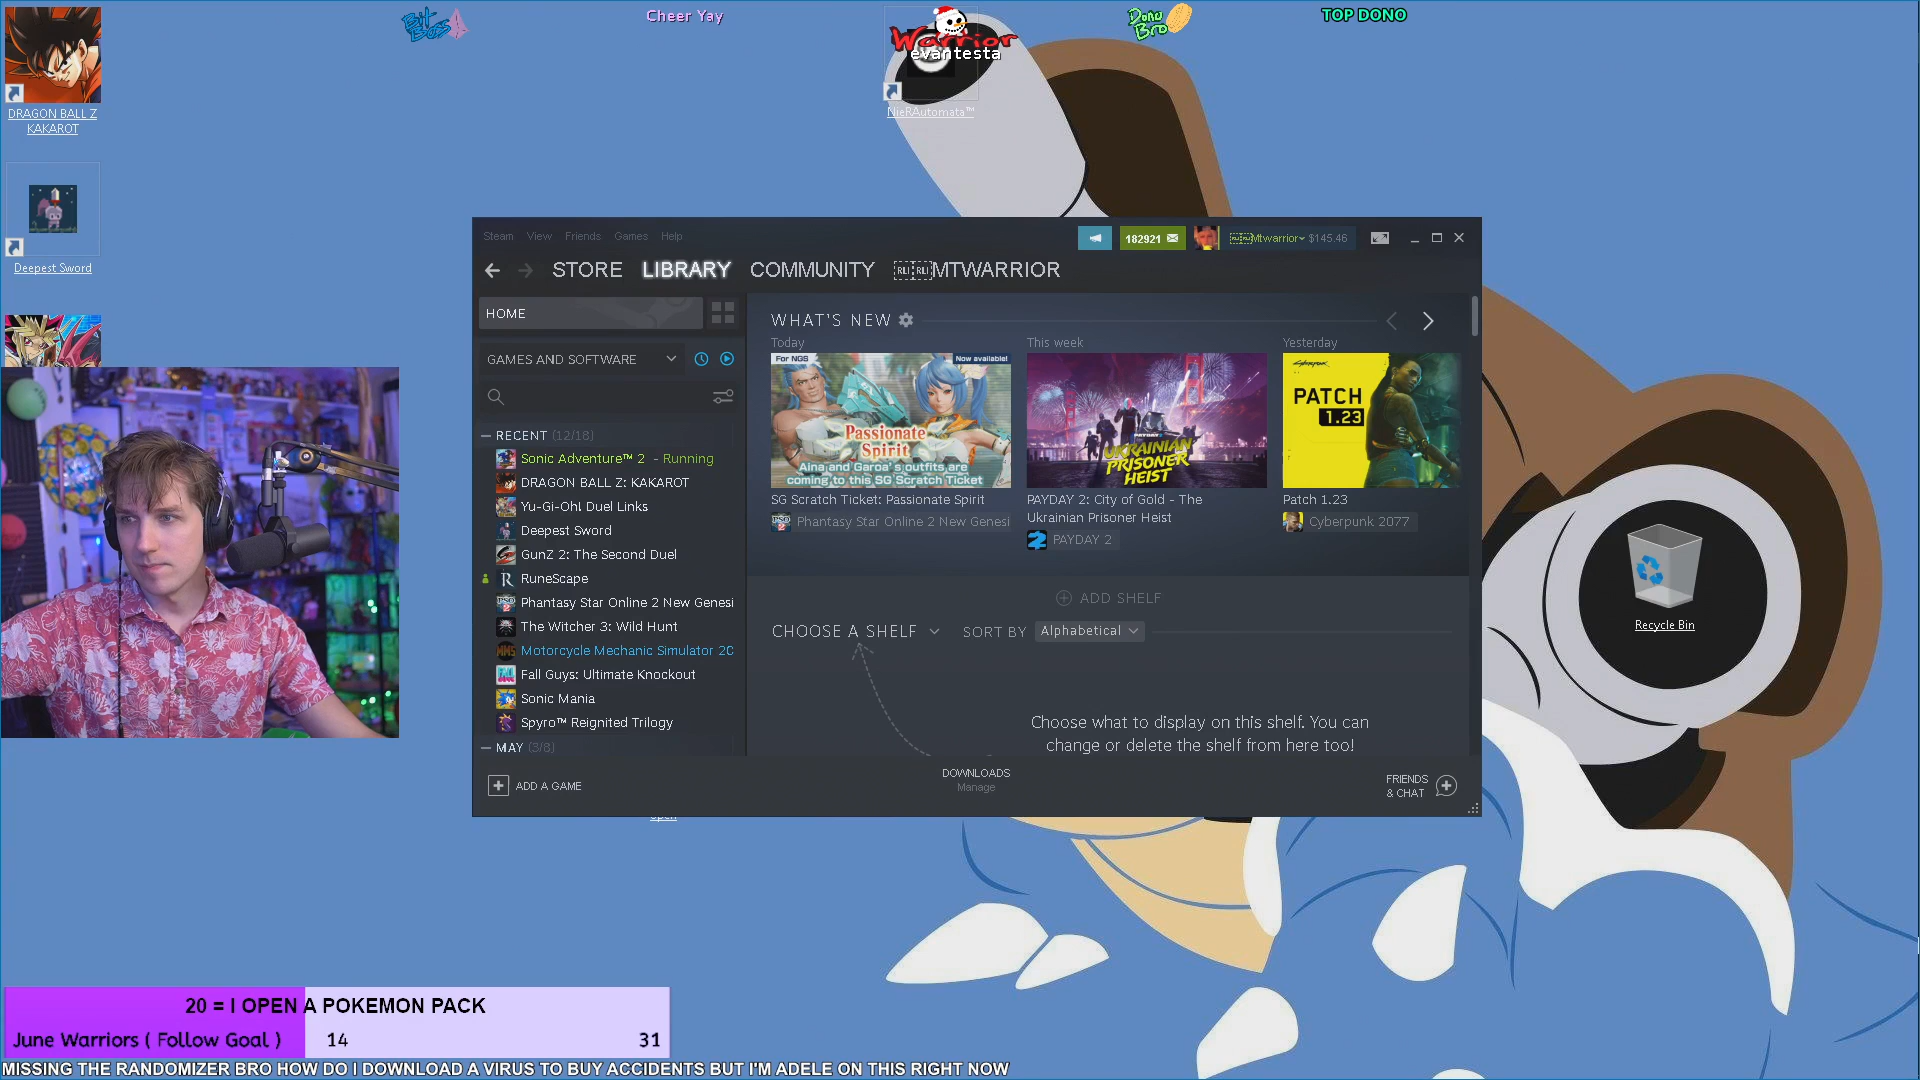 Bit Boss
Cheer Yay
Warrior
evantesta
Dono Bro
TOP DONO
DRAGON BALL Z
KAKAROT
NieRAutomata™
Deepest Sword
Steam View Friends Games Help
182921
Mtwarrior $145.46
STORE LIBRARY COMMUNITY MTWARRIOR
HOME
GAMES AND SOFTWARE
RECENT (12/18)
Sonic Adventure™ 2 - Running
DRAGON BALL Z: KAKAROT
Yu-Gi-Oh! Duel Links
Deepest Sword
GunZ 2: The Second Duel
RuneScape
Phantasy Star Online 2 New Genesi
The Witcher 3: Wild Hunt
Motorcycle Mechanic Simulator 20
Fall Guys: Ultimate Knockout
Sonic Mania
Spyro™ Reignited Trilogy
MAY (3/8)
ADD A GAME
WHAT'S NEW
Today
For NGS
Now available!
Passionate
Spirit
Aina and Garoa's outfits are
coming to this SG Scratch Ticket
SG Scratch Ticket: Passionate Spirit
Phantasy Star Online 2 New Genesi
This week
PAYDAY 2
UKRAINIAN
PRISONER
HEIST
PAYDAY 2: City of Gold - The
Ukrainian Prisoner Heist
PAYDAY 2
Yesterday
Cyberpunk
PATCH
1.23
Patch 1.23
Cyberpunk 2077
ADD SHELF
CHOOSE A SHELF SORT BY Alphabetical
Choose what to display on this shelf. You can
change or delete the shelf from here too!
DOWNLOADS
Manage
FRIENDS
& CHAT
Open
Recycle Bin
20 = I OPEN A POKEMON PACK
June Warriors ( Follow Goal ) 14 31
MISSING THE RANDOMIZER BRO HOW DO I DOWNLOAD A VIRUS TO BUY ACCIDENTS BUT I'M ADELE ON THIS RIGHT NOW